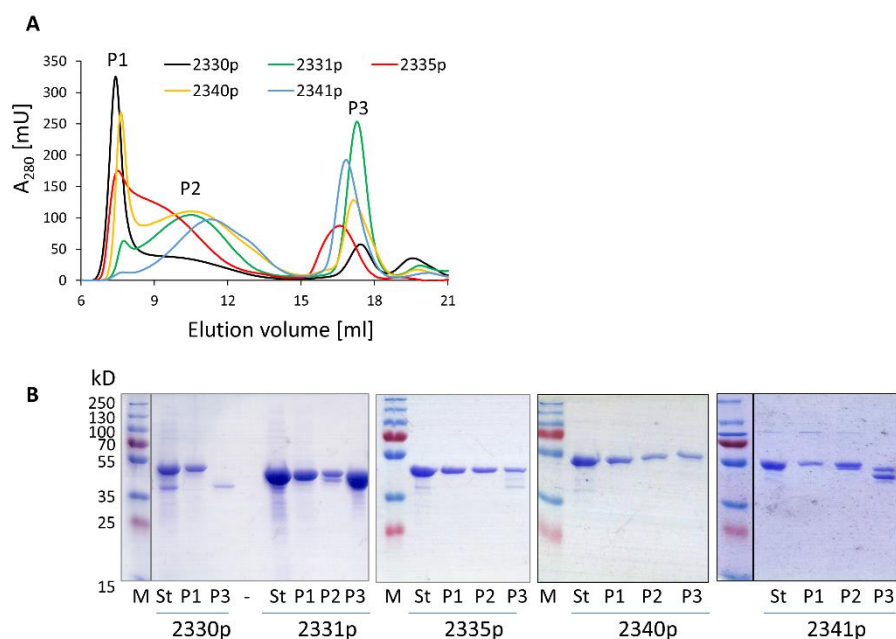 A
P1
2330p 2331p 2335p
2340p 2341p
P2
P3
A280 [mU]
350
300
250
200
150
100
50
0
6 9 12 15 18 21
Elution volume [ml]
B
kD
250
130
100
70
55
35
25
15
M St P1 P3 - St P1 P2 P3 M St P1 P2 P3 M St P1 P2 P3 M St P1 P2 P3
2330p 2331p 2335p 2340p 2341p